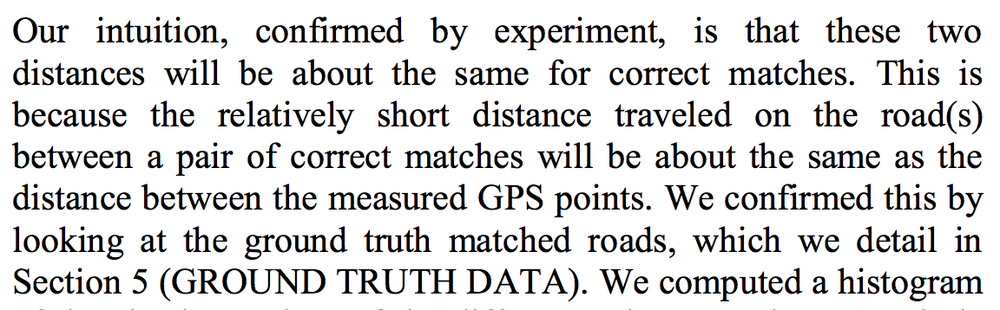 Our intuition, confirmed by experiment, is that these two
distances will be about the same for correct matches. This is
because the relatively short distance traveled on the road(s)
between a pair of correct matches will be about the same as the
distance between the measured GPS points. We confirmed this by
looking at the ground truth matched roads, which we detail in
Section 5 (GROUND TRUTH DATA). We computed a histogram